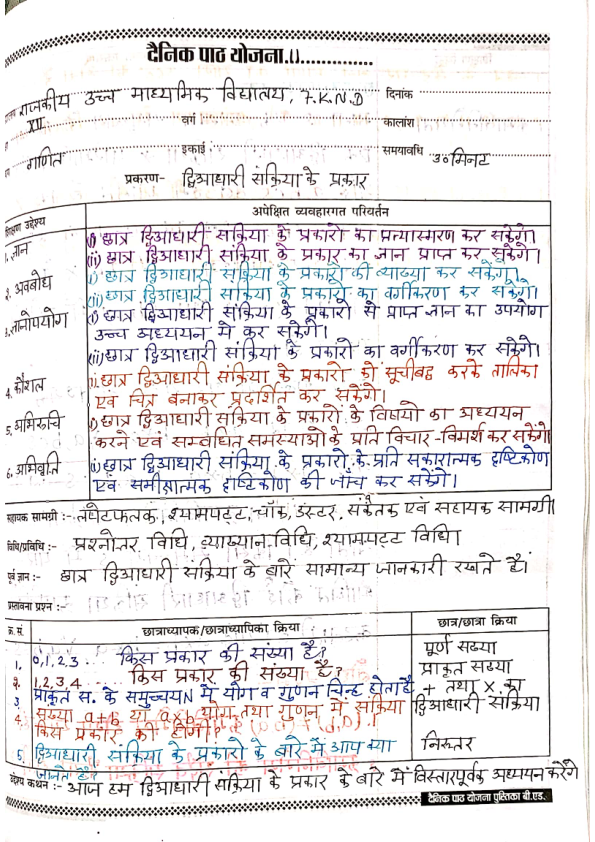 दैनिक पाठ योजना.11..............
राजकीय उच्च माध्यमिक विद्यालय, F.K.N.D
दिनांक
XII
वर्ग
कालांश
गणित
इकाई
समयावधि 30 मिनट
प्रकरण- द्विआधारी संक्रिया के प्रकार
शिक्षण उद्देश्य
अपेक्षित व्यवहारगत परिवर्तन
1. ज्ञान
(i) छात्र द्विआधारी संक्रिया के प्रकारो का प्रत्यास्मरण कर सकेंगे।
(ii) छात्र द्विआधारी संक्रिया के प्रकार का ज्ञान प्राप्त कर सकेंगे।
2. अवबोध
(i) छात्र द्विआधारी संक्रिया के प्रकारो की व्याख्या कर सकेंगे।
(ii) छात्र द्विआधारी संक्रिया के प्रकारो का वर्गीकरण कर सकेंगे।
3. ज्ञानोपयोग
(i) छात्र द्विआधारी संक्रिया के प्रकारो से प्राप्त ज्ञान का उपयोग
उच्च अध्ययन में कर सकेंगे।
(ii) छात्र द्विआधारी संक्रिया के प्रकारो का वर्गीकरण कर सकेंगे।
4. कौशल
छात्र द्विआधारी संक्रिया के प्रकारो को सूचीबद्ध करके तालिका
एवं चित्र बनाकर प्रदर्शित कर सकेंगे।
5. अभिरूचि
छात्र द्विआधारी संक्रिया के प्रकारो के विषयो का अध्ययन
करने एवं सम्बंधित समस्याओ के प्रति विचार-विमर्श कर सकेंगे।
6. अभिवृति
छात्र द्विआधारी संक्रिया के प्रकारो के प्रति सकारात्मक दृष्टिकोण
एवं समीक्षात्मक दृष्टिकोण की जाँच कर सकेंगे।
सहायक सामग्री :- लपेटफलक, श्यामपट्ट, चॉक, डस्टर, संकेतक एवं सहायक सामग्री।
विधि/प्रविधि :- प्रश्नोत्तर विधि, व्याख्यान विधि, श्यामपट्ट विधि।
पूर्व ज्ञान :- छात्र द्विआधारी संक्रिया के बारे सामान्य जानकारी रखते है।
प्रस्तावना प्रश्न :-
क्र. सं.
छात्राध्यापक/छात्राध्यापिका क्रिया
छात्र/छात्रा क्रिया
1. 0,1,2,3 .... किस प्रकार की संख्या है?
पूर्ण संख्या
2. 1,2,3,4 .... किस प्रकार की संख्या है?
प्राकृत संख्या
3. प्राकृत स. के समुच्चय N में योग व गुणन चिन्ह होता है
+ तथा × का
4. संख्या a+b या a×b योग तथा गुणन में संक्रिया
द्विआधारी संक्रिया
किस प्रकार की होगी?
5. द्विआधारी संक्रिया के प्रकारो के बारे में आप क्या
निरुत्तर
जानते है?
उद्देश्य कथन :- आज हम द्विआधारी संक्रिया के प्रकार के बारे में विस्तारपूर्वक अध्ययन करेंगे
दैनिक पाठ योजना पुस्तिका बी.एड.